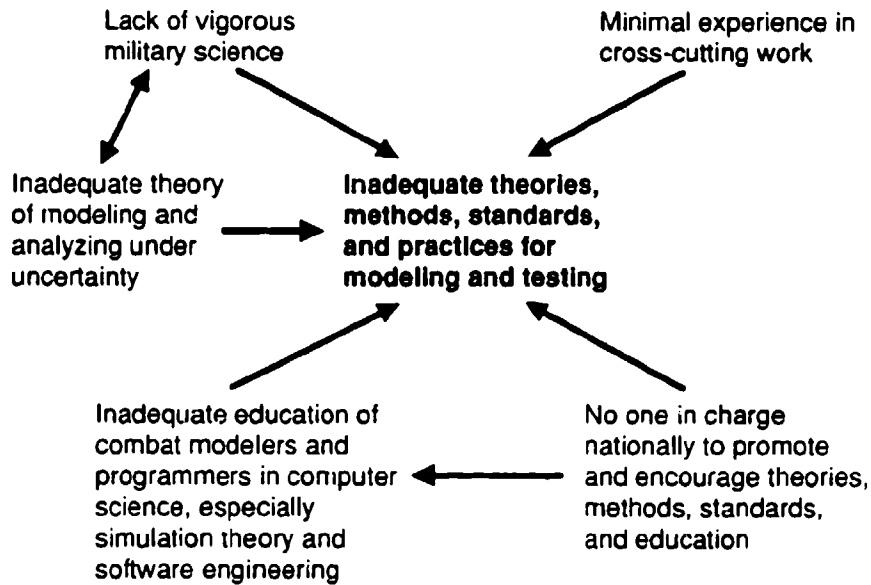 Lack of vigorous
military science
Minimal experience in
cross-cutting work
Inadequate theory
of modeling and
analyzing under
uncertainty
Inadequate theories,
methods, standards,
and practices for
modeling and testing
Inadequate education of
combat modelers and
programmers in computer
science, especially
simulation theory and
software engineering
No one in charge
nationally to promote
and encourage theories,
methods, standards,
and education